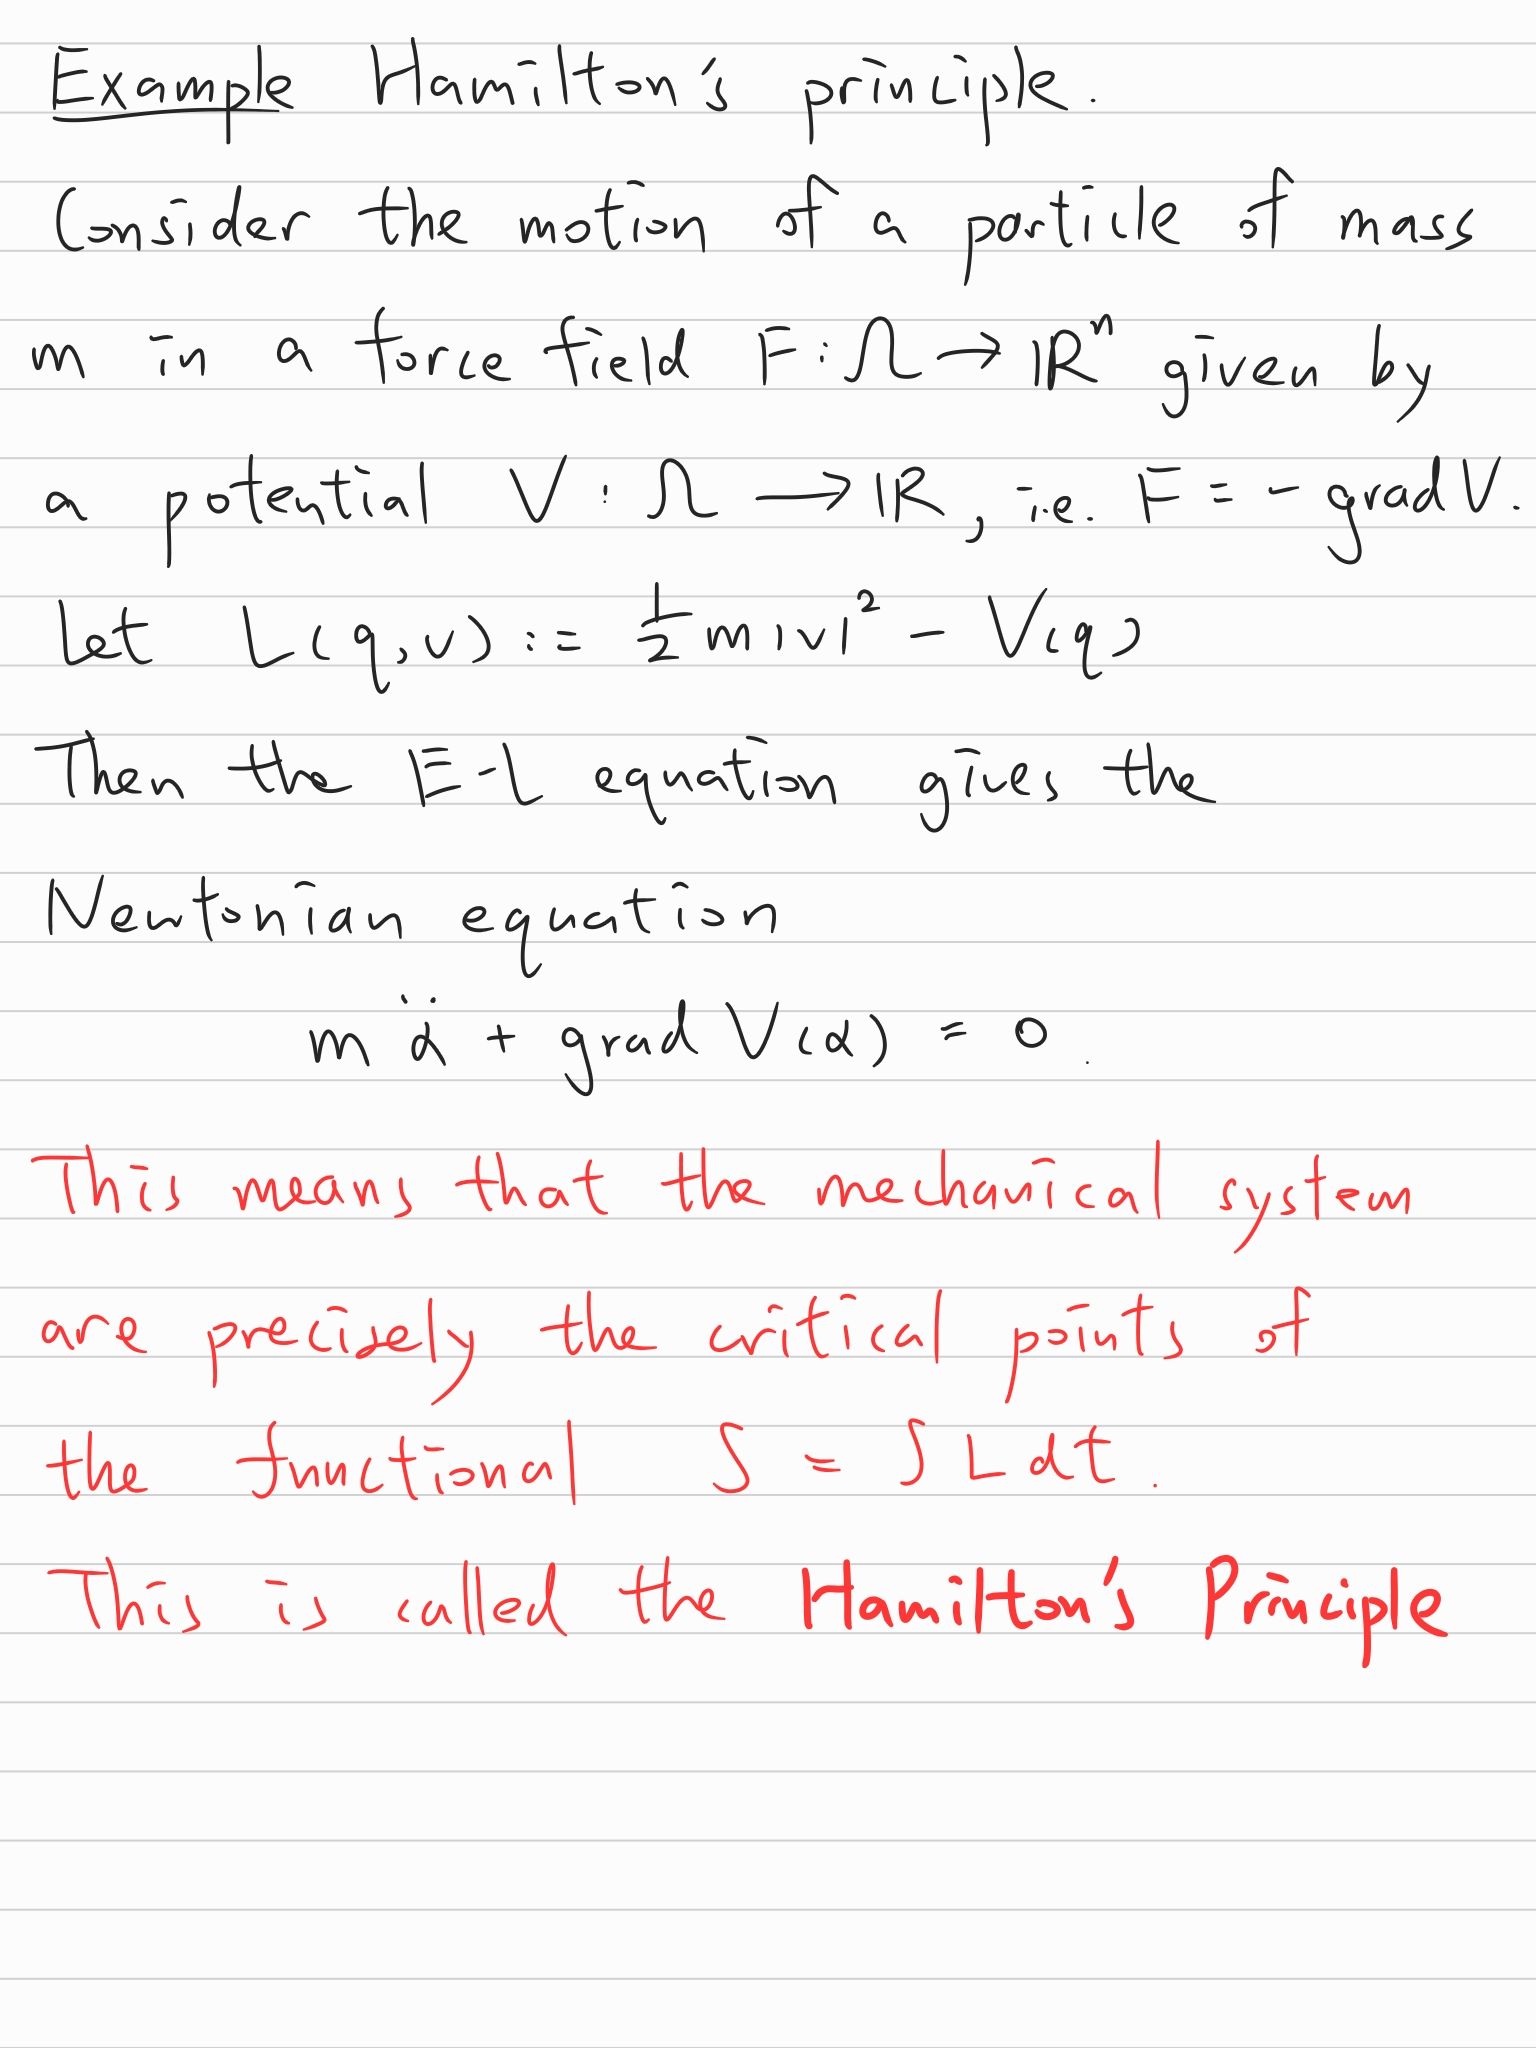 Example Hamilton's principle.
Consider the motion of a particle of mass
m in a force field F : Ω → ℝⁿ given by
a potential V : Ω → ℝ, i.e. F = - grad V.
Let L(q,v) := ½ m|v|² - V(q)
Then the E-L equation gives the
Newtonian equation
m α̈ + grad V(α) = 0.
This means that the mechanical system
are precisely the critical points of
the functional S = ∫ L dt.
This is called the Hamilton's Principle